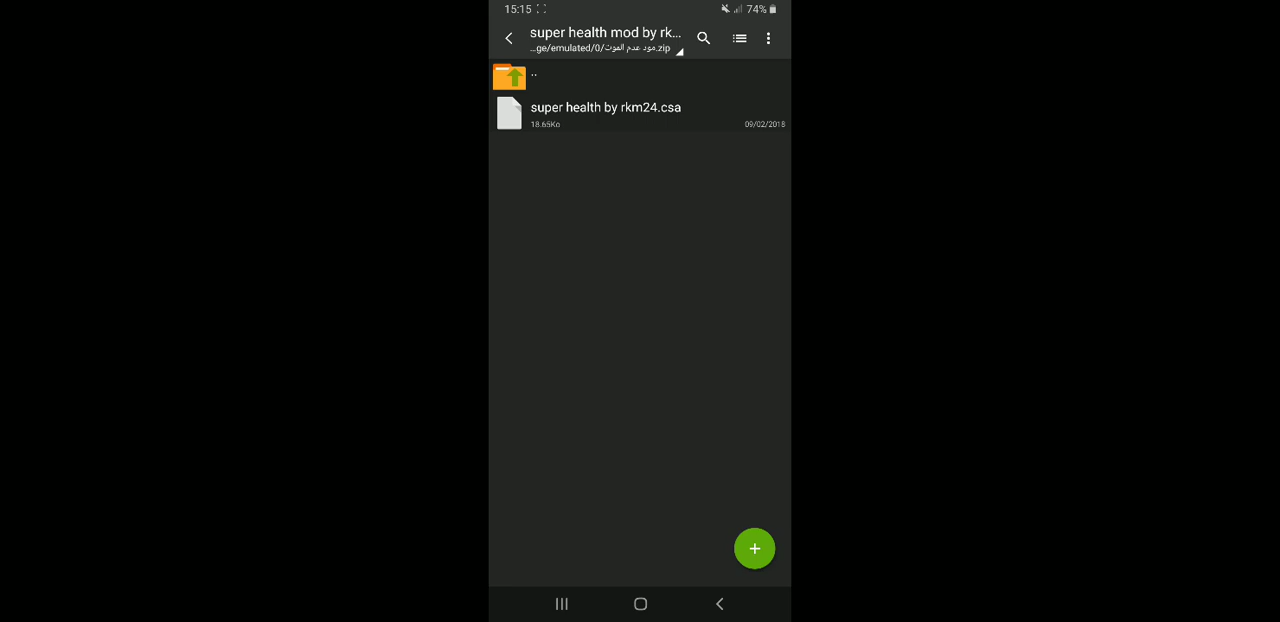 15:15
74%
super health mod by rk...
...ge/emulated/0/مود عدم الموت.zip
..
super health by rkm24.csa
18.65Ko
09/02/2018